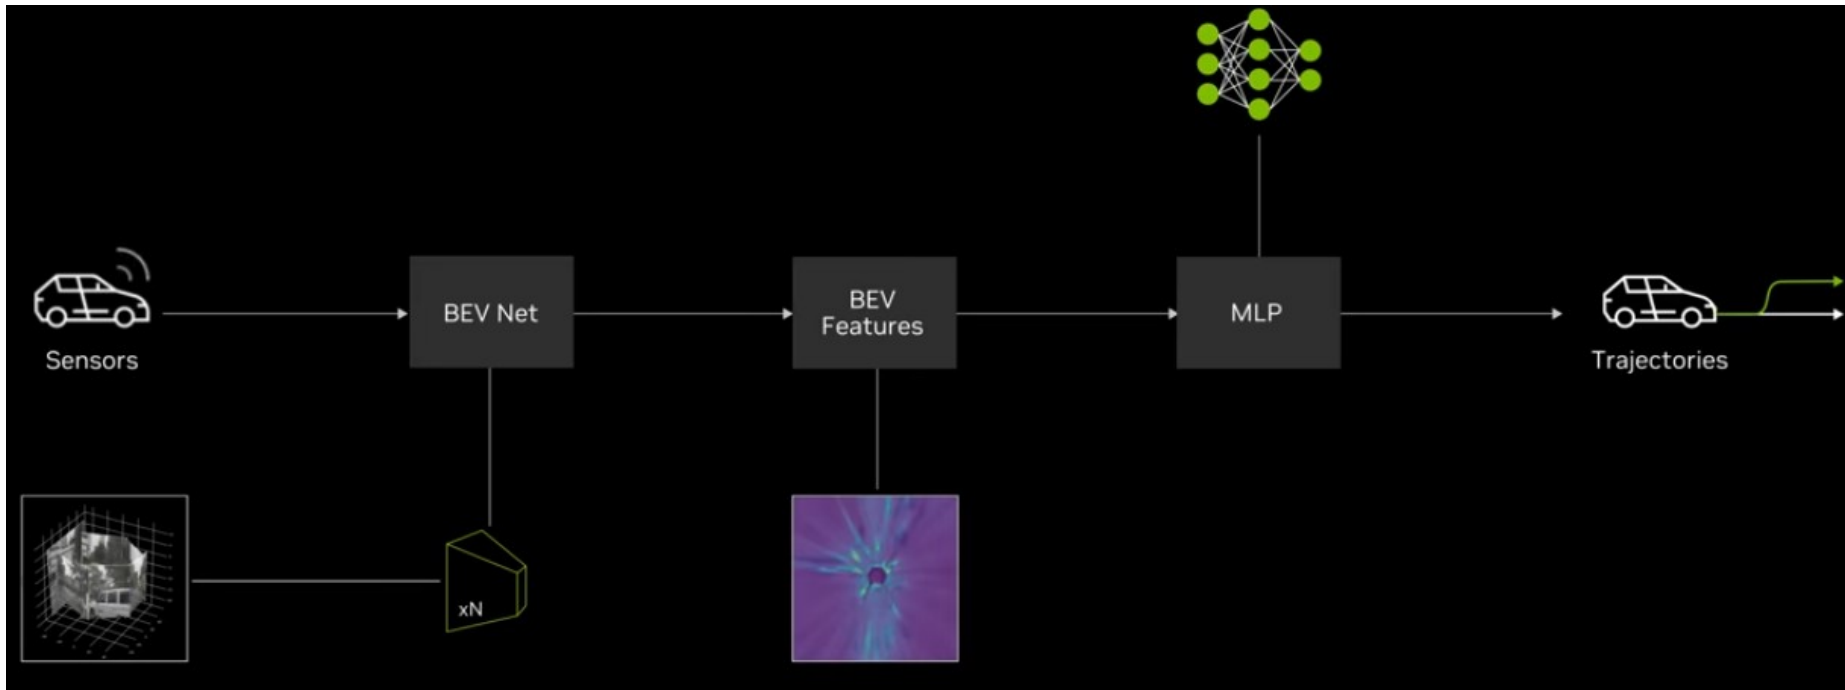 Sensors
BEV Net
BEV
Features
MLP
Trajectories
xN